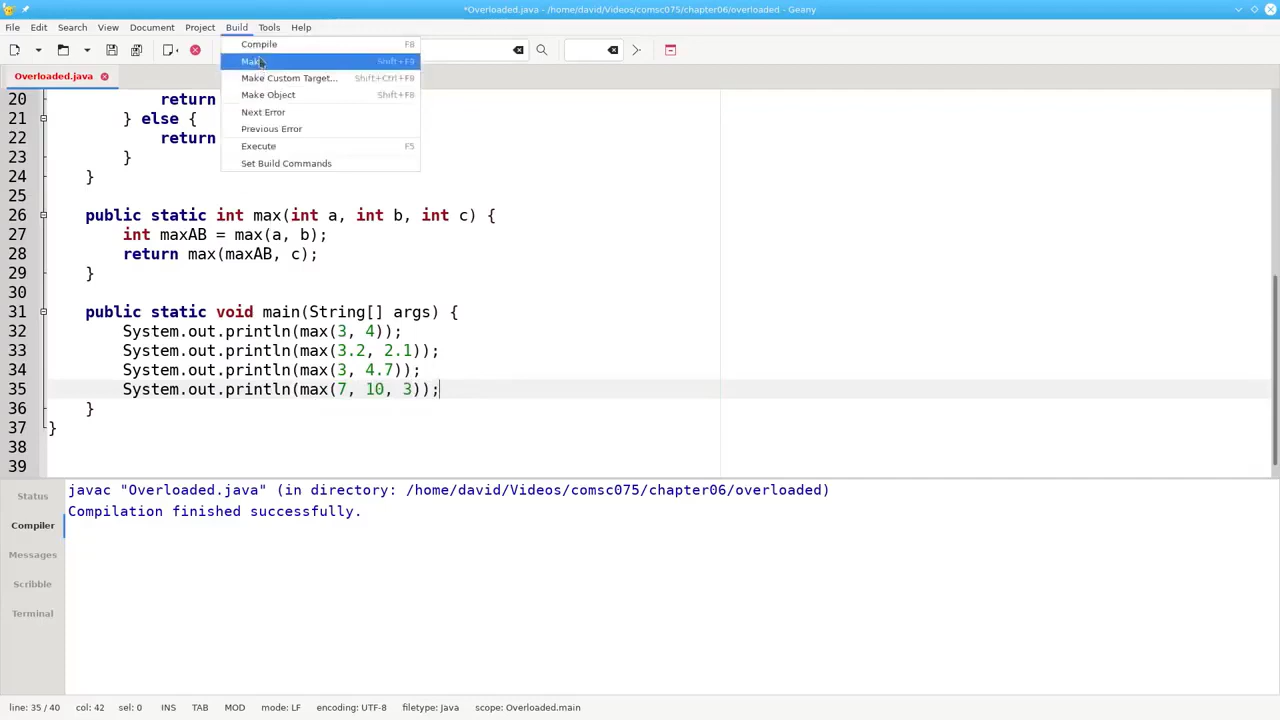 *Overloaded.java - /home/david/Videos/comsc075/chapter06/overloaded - Geany
File Edit Search View Document Project Build Tools Help
Compile F8
Shift+F9
Make Custom Target... Shift+Ctrl+F9
Make Object Shift+F8
Next Error
Previous Error
Execute F5
Set Build Commands
Overloaded.java
20 return
21 } else {
22 return
23 }
24 }
25
26 public static int max(int a, int b, int c) {
27 int maxAB = max(a, b);
28 return max(maxAB, c);
29 }
30
31 public static void main(String[] args) {
32 System.out.println(max(3, 4));
33 System.out.println(max(3.2, 2.1));
34 System.out.println(max(3, 4.7));
35 System.out.println(max(7, 10, 3));
36 }
37 }
38
39
Status
Compiler
Messages
Scribble
Terminal
javac "Overloaded.java" (in directory: /home/david/Videos/comsc075/chapter06/overloaded)
Compilation finished successfully.
line: 35 / 40 col: 42 sel: 0 INS TAB MOD mode: LF encoding: UTF-8 filetype: Java scope: Overloaded.main